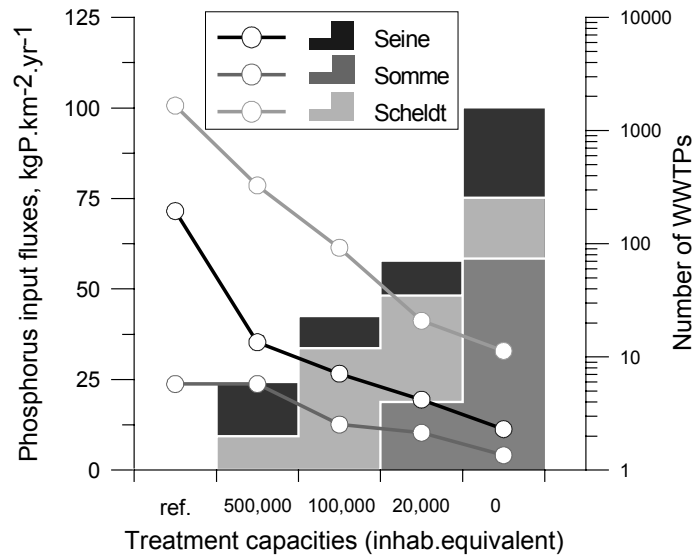 125
100
75
50
25
0
Phosphorus input fluxes, kgP.km-2.yr-1
Seine
Somme
Scheldt
10000
1000
100
10
1
Number of WWTPs
ref.
500,000
100,000
20,000
0
Treatment capacities (inhab.equivalent)